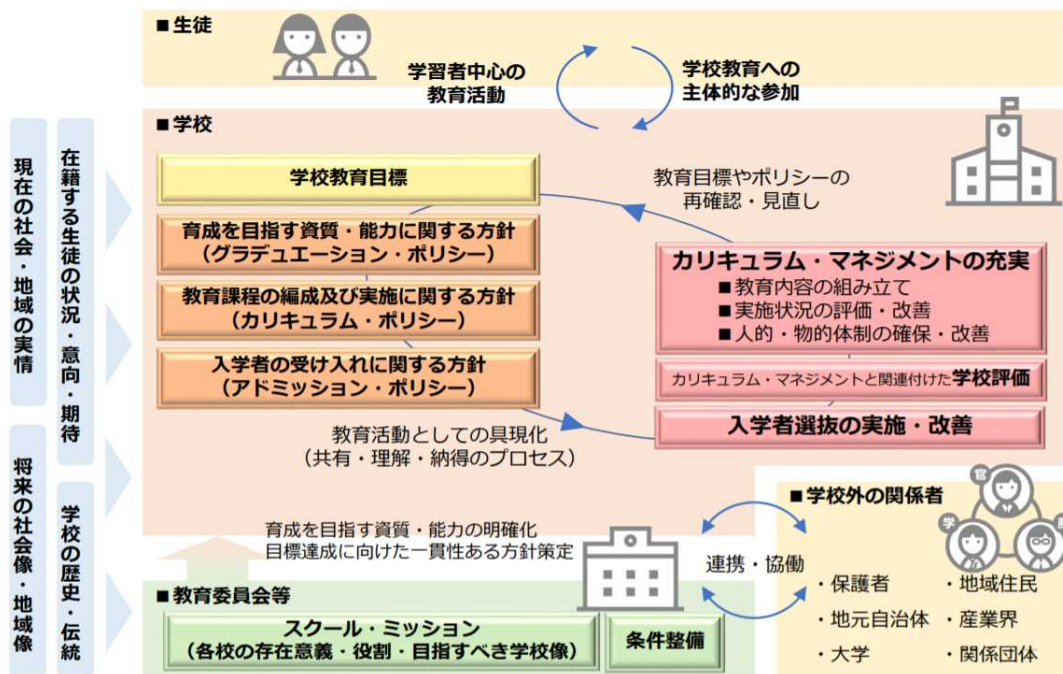 ■生徒
学習者中心の
教育活動
学校教育への
主体的な参加
現在の社会・地域の実情
在籍する生徒の状況・意向・期待
将来の社会像・地域像
学校の歴史・伝統
■学校
学校教育目標
育成を目指す資質・能力に関する方針
(グラデュエーション・ポリシー)
教育課程の編成及び実施に関する方針
(カリキュラム・ポリシー)
入学者の受け入れに関する方針
(アドミッション・ポリシー)
教育目標やポリシーの
再確認・見直し
カリキュラム・マネジメントの充実
■教育内容の組み立て
■実施状況の評価・改善
■人的・物的体制の確保・改善
カリキュラム・マネジメントと関連付けた学校評価
入学者選抜の実施・改善
教育活動としての具現化
(共有・理解・納得のプロセス)
育成を目指す資質・能力の明確化
目標達成に向けた一貫性ある方針策定
連携・協働
■教育委員会等
スクール・ミッション
(各校の存在意義・役割・目指すべき学校像)
条件整備
■学校外の関係者
官
学
・保護者
・地域住民
・地元自治体
・産業界
・大学
・関係団体